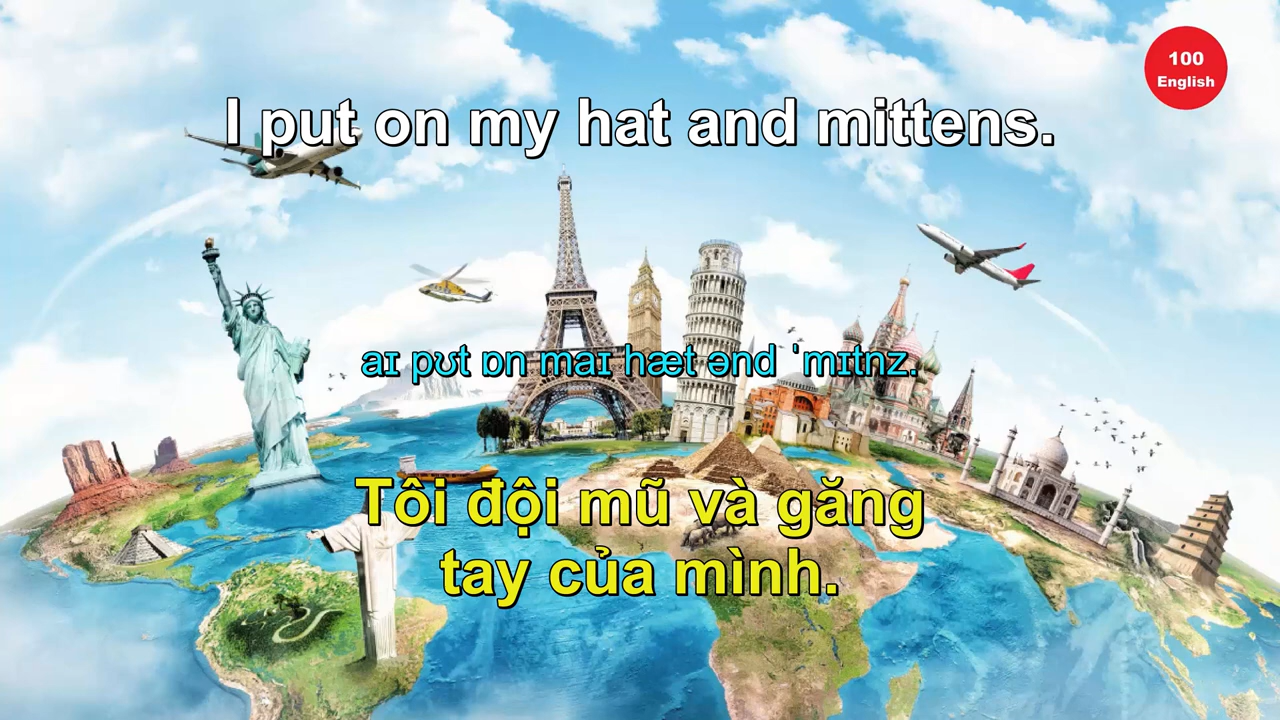 100
English
I put on my hat and mittens.
aɪ pʊt ɒn maɪ hæt ənd ˈmɪtnz.
Tôi đội mũ và găng
tay của mình.